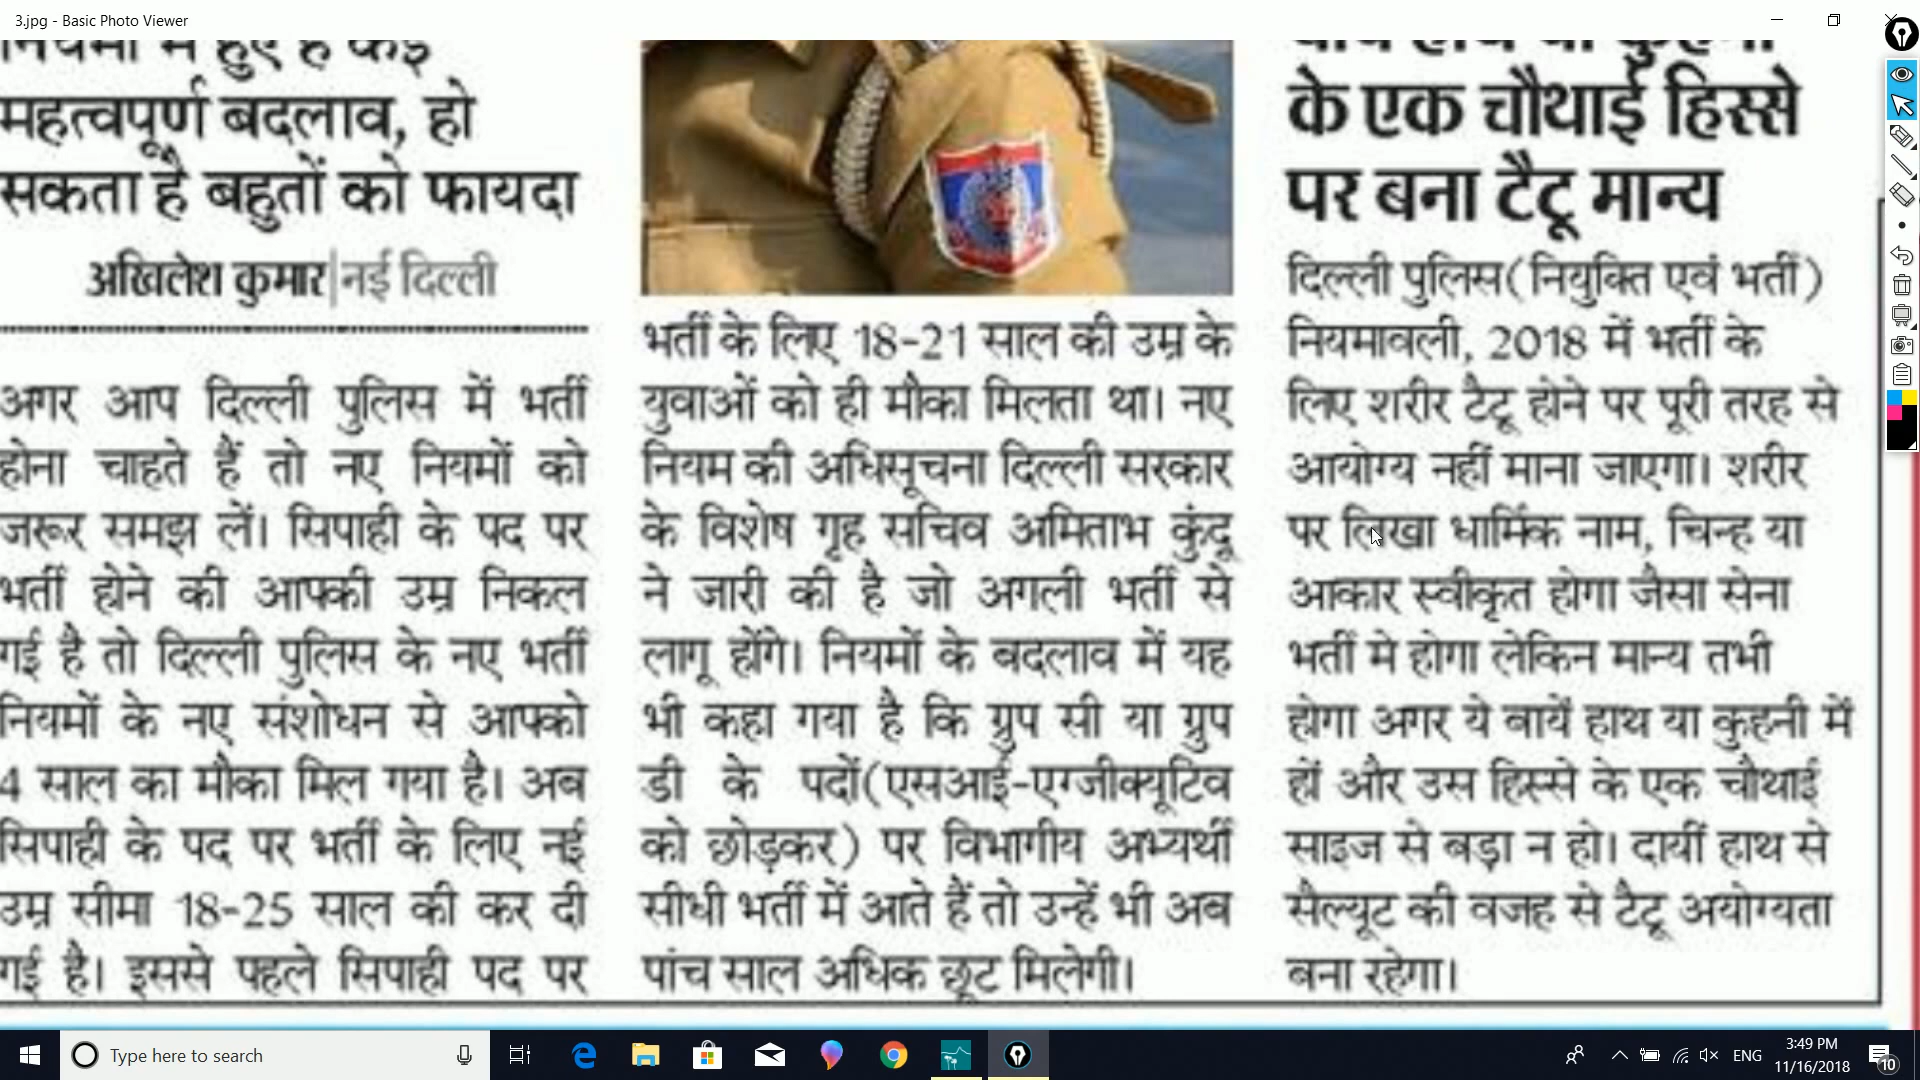 3.jpg - Basic Photo Viewer
महत्वपूर्ण बदलाव, हो
सकता है बहुतों को फायदा
अखिलेश कुमार|नई दिल्ली
अगर आप दिल्ली पुलिस में भर्ती
होना चाहते हैं तो नए नियमों को
जरूर समझ लें। सिपाही के पद पर
भर्ती होने की आपकी उम्र निकल
गई है तो दिल्ली पुलिस के नए भर्ती
नियमों के नए संशोधन से आपको
4 साल का मौका मिल गया है। अब
सिपाही के पद पर भर्ती के लिए नई
उम्र सीमा 18-25 साल की कर दी
गई है। इससे पहले सिपाही पद पर
भर्ती के लिए 18-21 साल की उम्र के
युवाओं को ही मौका मिलता था। नए
नियम की अधिसूचना दिल्ली सरकार
के विशेष गृह सचिव अमिताभ कुंदू
ने जारी की है जो अगली भर्ती से
लागू होंगे। नियमों के बदलाव में यह
भी कहा गया है कि ग्रुप सी या ग्रुप
डी के पदों(एसआई-एग्जीक्यूटिव
को छोड़कर) पर विभागीय अभ्यर्थी
सीधी भर्ती में आते हैं तो उन्हें भी अब
पांच साल अधिक छूट मिलेगी।
के एक चौथाई हिस्से
पर बना टैटू मान्य
दिल्ली पुलिस(नियुक्ति एवं भर्ती)
नियमावली, 2018 में भर्ती के
लिए शरीर टैटू होने पर पूरी तरह से
आयोग्य नहीं माना जाएगा। शरीर
पर लिखा धार्मिक नाम, चिन्ह या
आकार स्वीकृत होगा जैसा सेना
भर्ती मे होगा लेकिन मान्य तभी
होगा अगर ये बायें हाथ या कुहनी में
हों और उस हिस्से के एक चौथाई
साइज से बड़ा न हो। दायीं हाथ से
सैल्यूट की वजह से टैटू अयोग्यता
बना रहेगा।
Type here to search
ENG
3:49 PM
11/16/2018
10